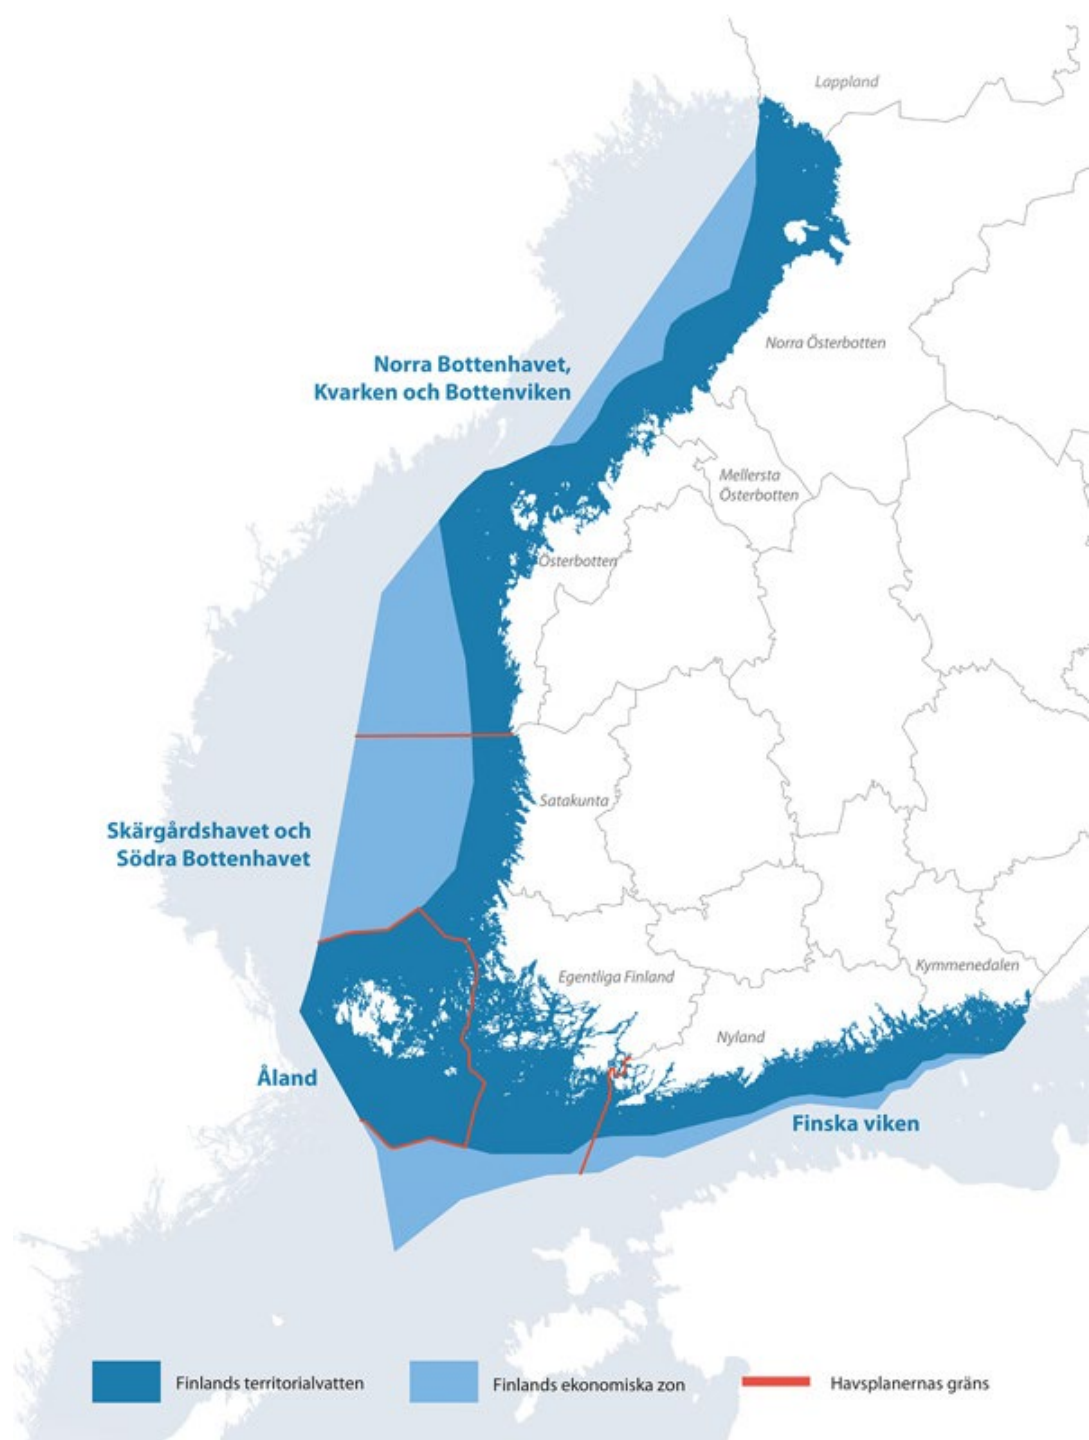 Lappland
Norra Österbotten
Norra Bottenhavet,
Kvarken och Bottenviken
Mellersta
Österbotten
Österbotten
Satakunta
Skärgårdshavet och
Södra Bottenhavet
Kymmenedalen
Egentliga Finland
Nyland
Åland
Finska viken
Finlands territorialvatten
Finlands ekonomiska zon
Havsplanernas gräns